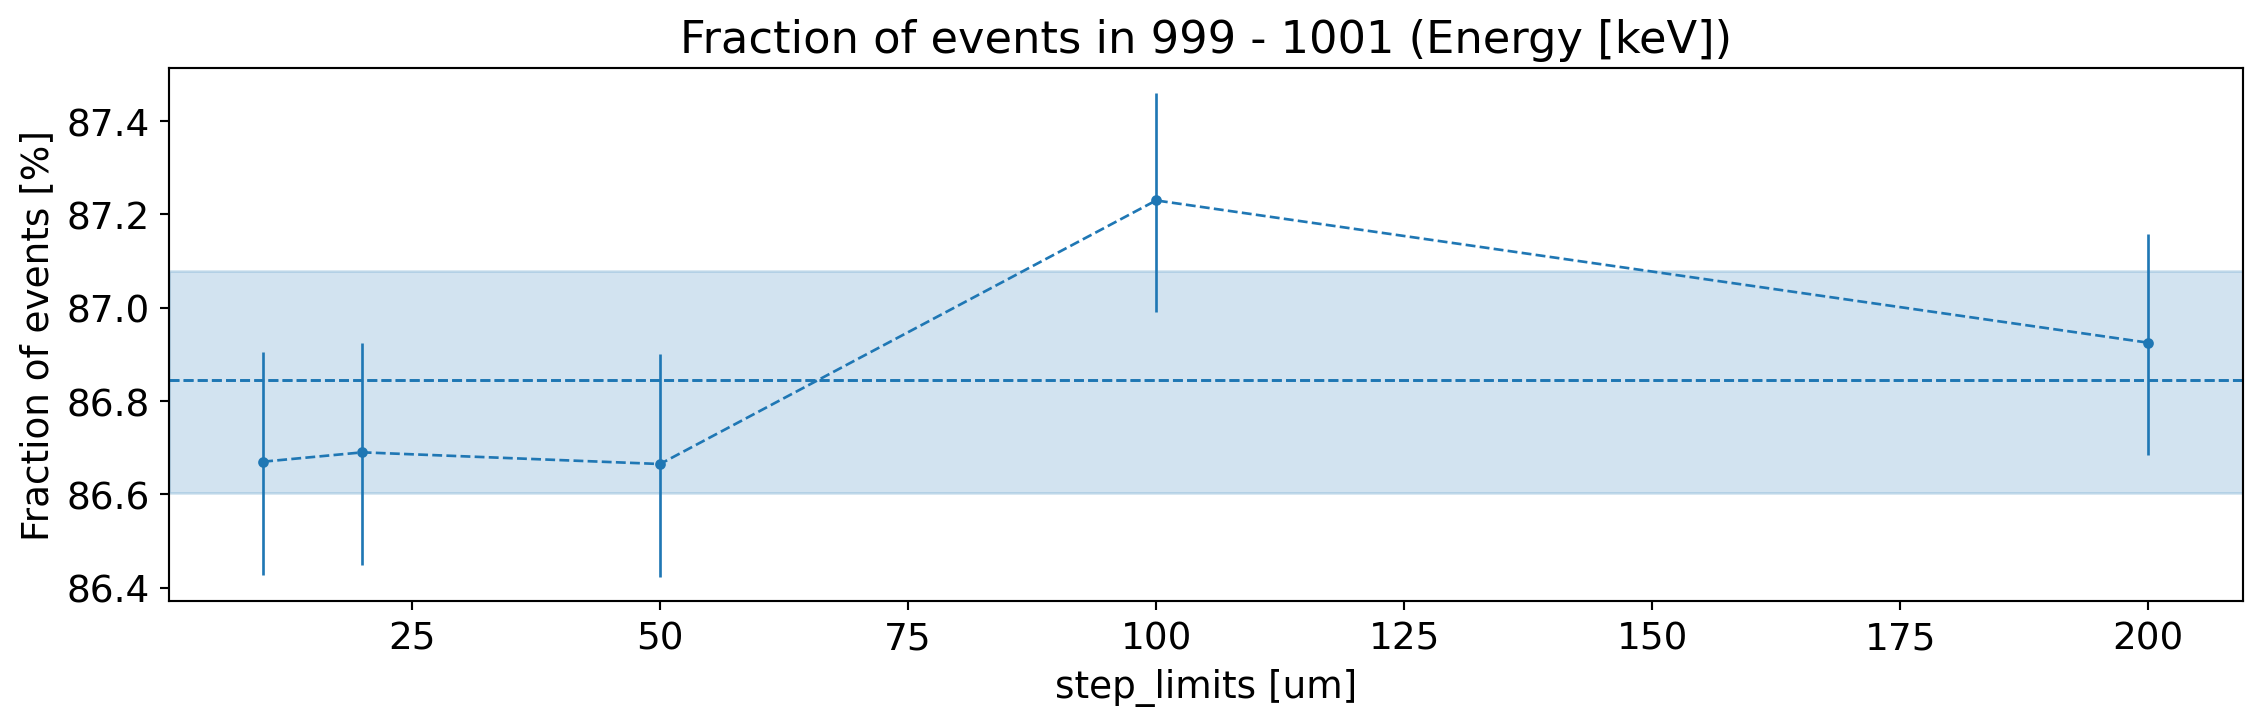 Fraction of events in 999 - 1001 (Energy [keV])
Fraction of events [%]
87.4
87.2
87.0
86.8
86.6
86.4
25 50 75 100 125 150 175 200
step_limits [um]